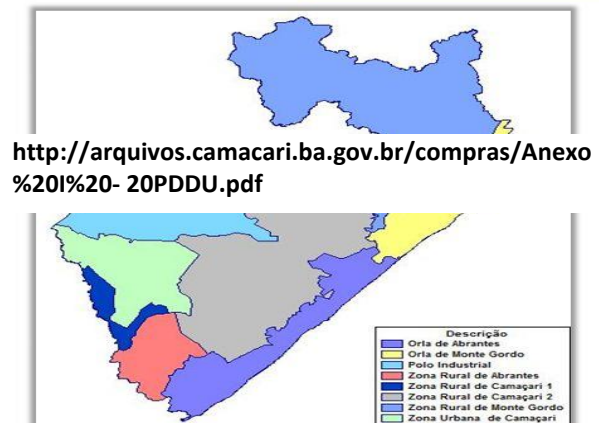 http://arquivos.camacari.ba.gov.br/compras/Anexo
%20I%20- 20PDDU.pdf
Descrição
Orla de Abrantes
Orla de Monte Gordo
Polo Industrial
Zona Rural de Abrantes
Zona Rural de Camaçari 1
Zona Rural de Camaçari 2
Zona Rural de Monte Gordo
Zona Urbana de Camaçari